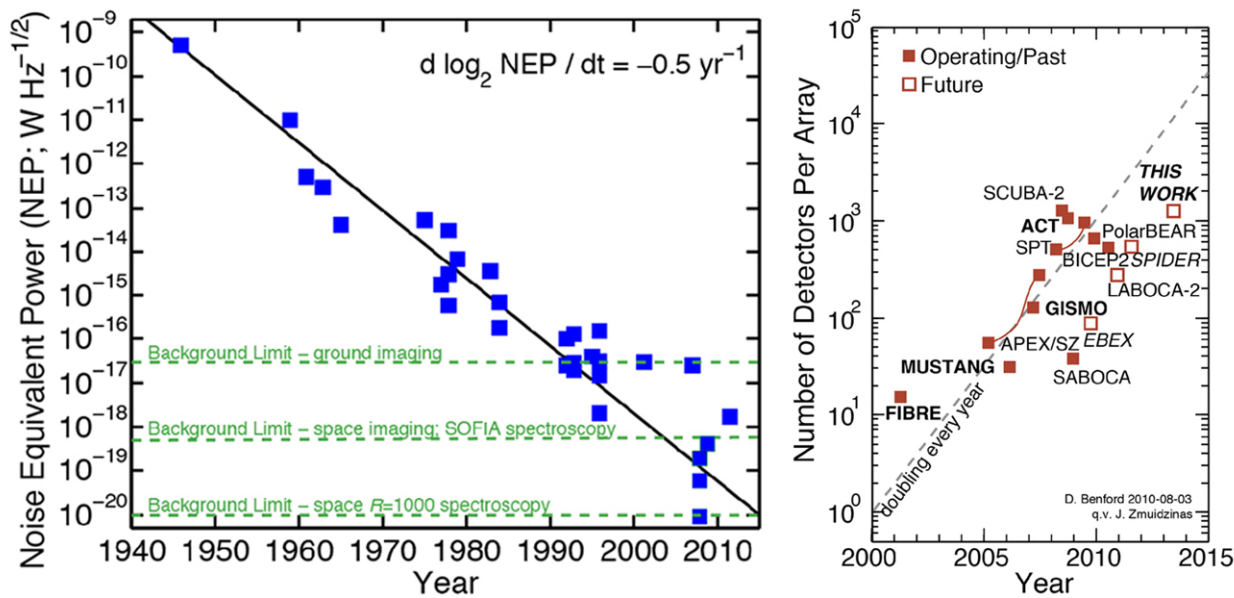 Noise Equivalent Power (NEP; W Hz^−1/2)
10^−9
10^−10
10^−11
10^−12
10^−13
10^−14
10^−15
10^−16
10^−17
10^−18
10^−19
10^−20
d log₂ NEP / dt = −0.5 yr^−1
Background Limit – ground imaging
Background Limit – space imaging; SOFIA spectroscopy
Background Limit – space R=1000 spectroscopy
1940 1950 1960 1970 1980 1990 2000 2010
Year
Number of Detectors Per Array
10^5
10^4
10^3
10^2
10^1
10^0
Operating/Past
Future
THIS
WORK
SCUBA-2
ACT
PolarBEAR
SPT
BICEP2 SPIDER
LABOCA-2
GISMO
APEX/SZ EBEX
MUSTANG
SABOCA
FIBRE
doubling every year
D. Benford 2010-08-03
q.v. J. Zmuidzinas
2000 2005 2010 2015
Year